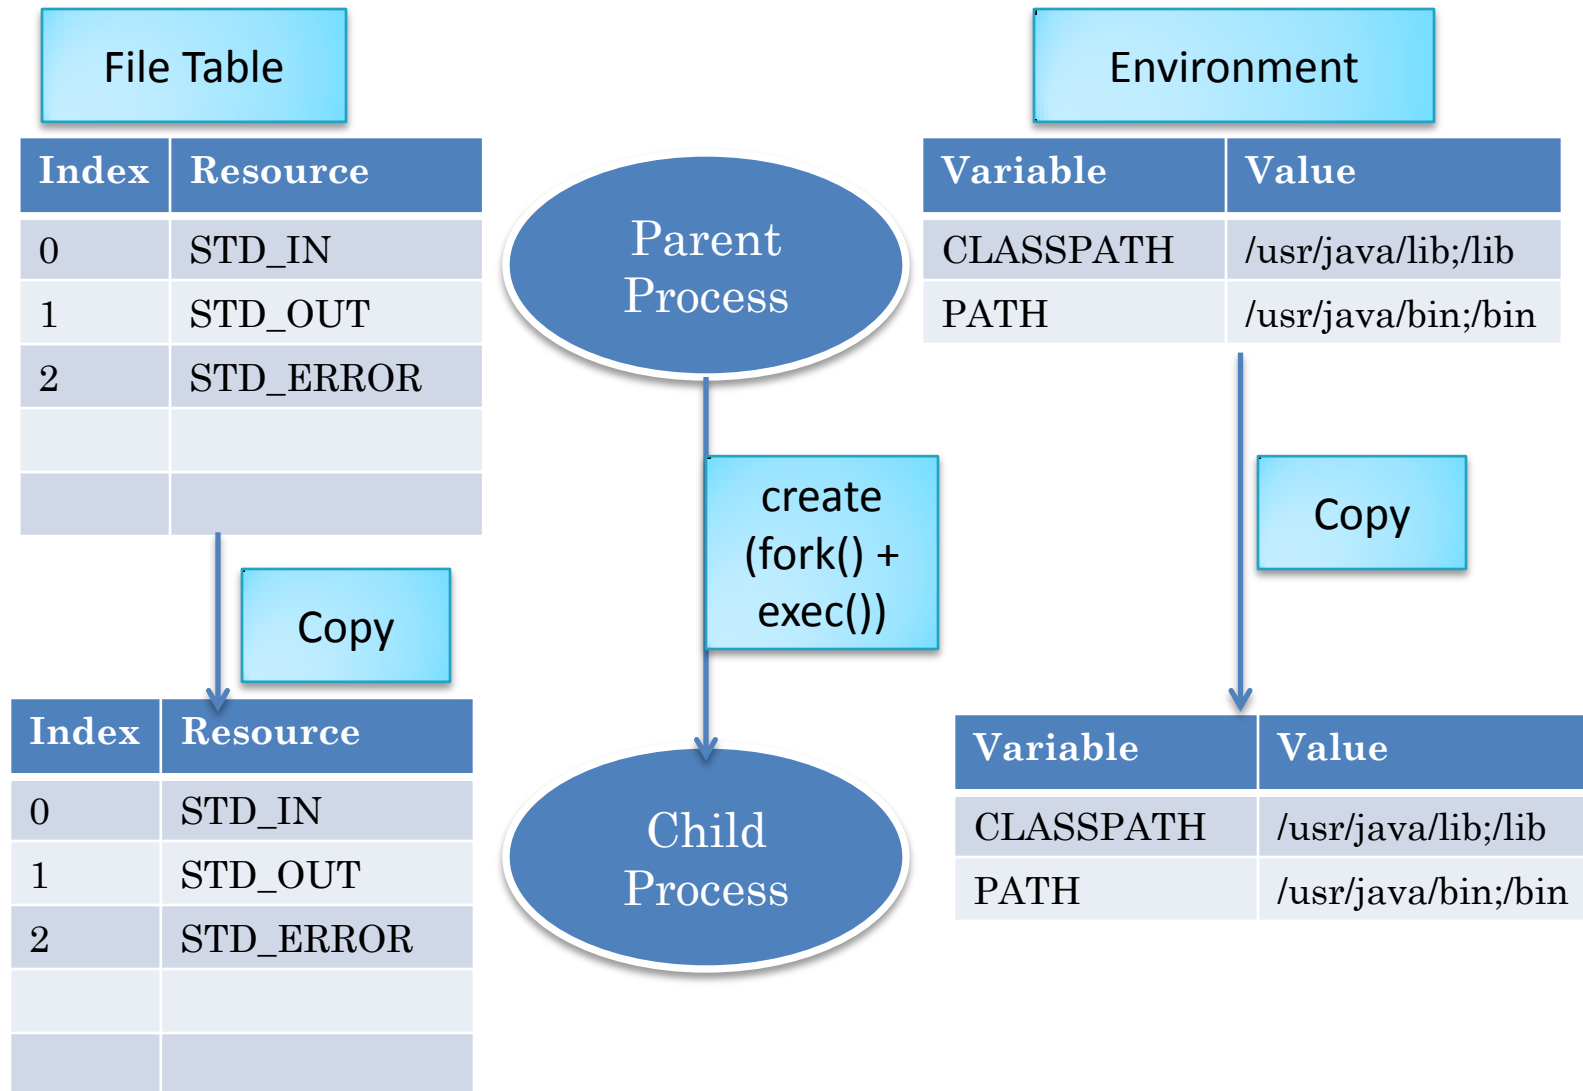 File Table
Index Resource
0 STD_IN
1 STD_OUT
2 STD_ERROR
Parent
Process
Environment
Variable Value
CLASSPATH /usr/java/lib;/lib
PATH /usr/java/bin;/bin
Copy
create
(fork() +
exec())
Copy
Index Resource
0 STD_IN
1 STD_OUT
2 STD_ERROR
Child
Process
Variable Value
CLASSPATH /usr/java/lib;/lib
PATH /usr/java/bin;/bin